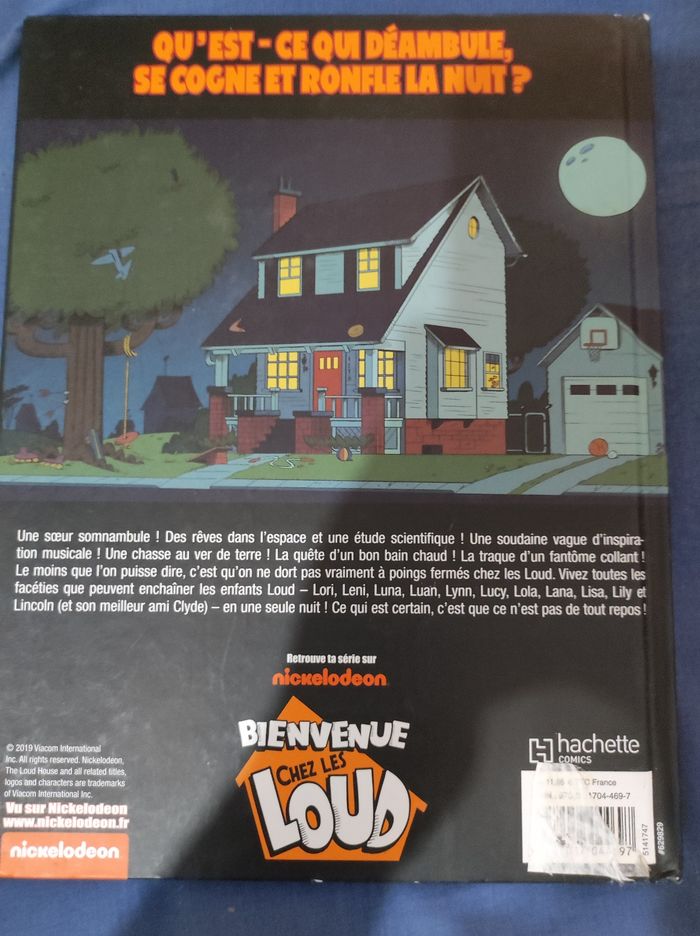 QU'EST-CE QUI DÉAMBULE,
SE COGNE ET RONFLE LA NUIT ?
Une sœur somnambule ! Des rêves dans l'espace et une étude scientifique ! Une soudaine vague d'inspira-
tion musicale ! Une chasse au ver de terre ! La quête d'un bon bain chaud ! La traque d'un fantôme collant !
Le moins que l'on puisse dire, c'est qu'on ne dort pas vraiment à poings fermés chez les Loud. Vivez toutes les
facéties que peuvent enchaîner les enfants Loud – Lori, Leni, Luna, Luan, Lynn, Lucy, Lola, Lana, Lisa, Lily et
Lincoln (et son meilleur ami Clyde) – en une seule nuit ! Ce qui est certain, c'est que ce n'est pas de tout repos !
Retrouve ta série sur
nickelodeon
BIENVENUE
CHEZ LES
LOUD
© 2019 Viacom International
Inc. All rights reserved. Nickelodeon,
The Loud House and all related titles,
logos and characters are trademarks
of Viacom International Inc.
Vu sur Nickelodeon
www.nickelodeon.fr
nickelodeon
hachette
COMICS
France
704-469-7
97
5141747
#629829